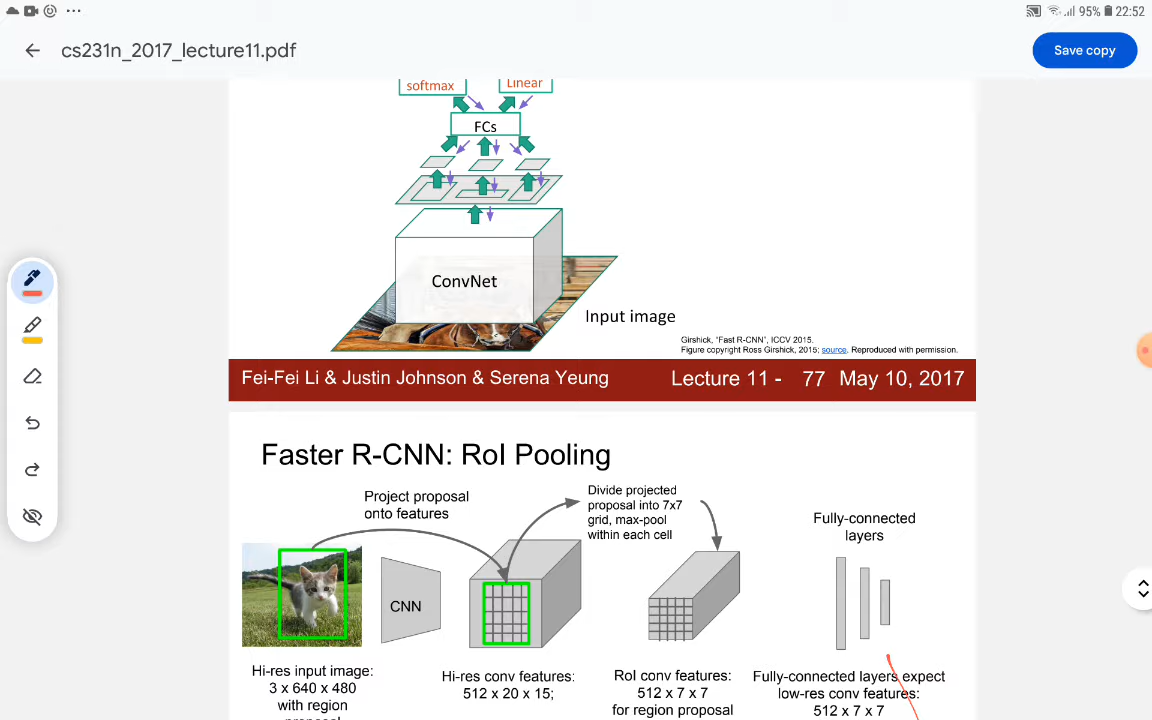 95% 22:52
cs231n_2017_lecture11.pdf
Save copy
softmax
Linear
FCs
ConvNet
Input image
Girshick, "Fast R-CNN", ICCV 2015.
Figure copyright Ross Girshick, 2015; source. Reproduced with permission.
Fei-Fei Li & Justin Johnson & Serena Yeung
Lecture 11 - 77 May 10, 2017
Faster R-CNN: RoI Pooling
Project proposal
onto features
Divide projected
proposal into 7x7
grid, max-pool
within each cell
Fully-connected
layers
CNN
Hi-res input image:
3 x 640 x 480
with region
Hi-res conv features:
512 x 20 x 15;
RoI conv features:
512 x 7 x 7
for region proposal
Fully-connected layers expect
low-res conv features:
512 x 7 x 7